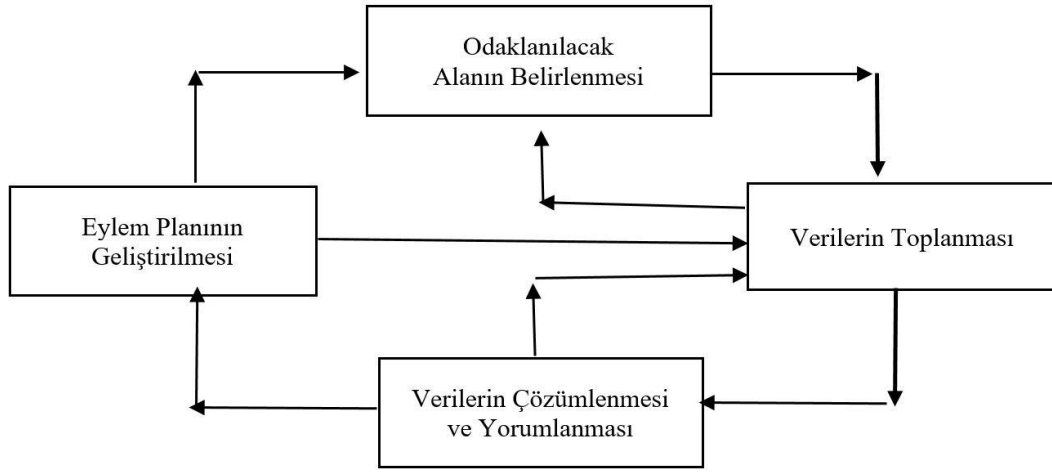 Odaklanılacak
Alanın Belirlenmesi
Eylem Planının
Geliştirilmesi
Verilerin Toplanması
Verilerin Çözümlenmesi
ve Yorumlanması